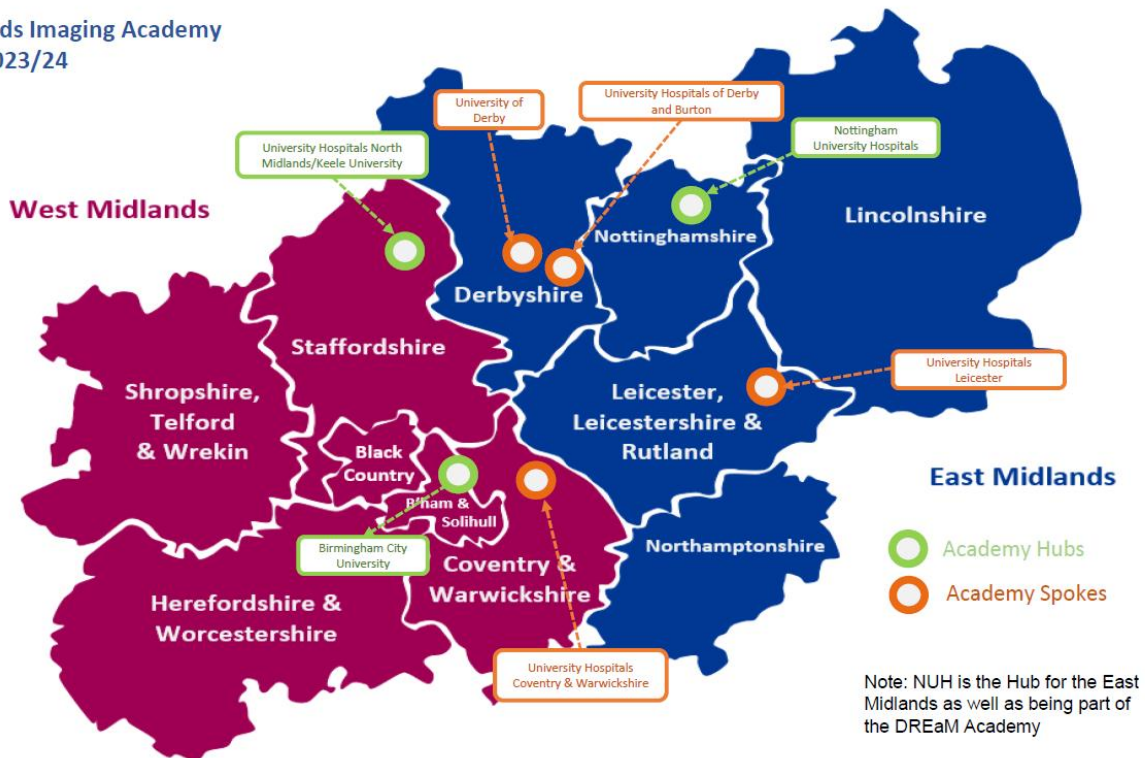 ds Imaging Academy
023/24
University of
Derby
University Hospitals of Derby
and Burton
Nottingham
University Hospitals
University Hospitals North
Midlands/Keele University
West Midlands
Lincolnshire
Nottinghamshire
Derbyshire
Staffordshire
University Hospitals
Leicester
Shropshire,
Telford
& Wrekin
Leicester,
Leicestershire &
Rutland
Black
Country
East Midlands
B'ham &
Solihull
Birmingham City
University
Northamptonshire
Academy Hubs
Coventry &
Warwickshire
Academy Spokes
Herefordshire &
Worcestershire
University Hospitals
Coventry & Warwickshire
Note: NUH is the Hub for the East
Midlands as well as being part of
the DREaM Academy